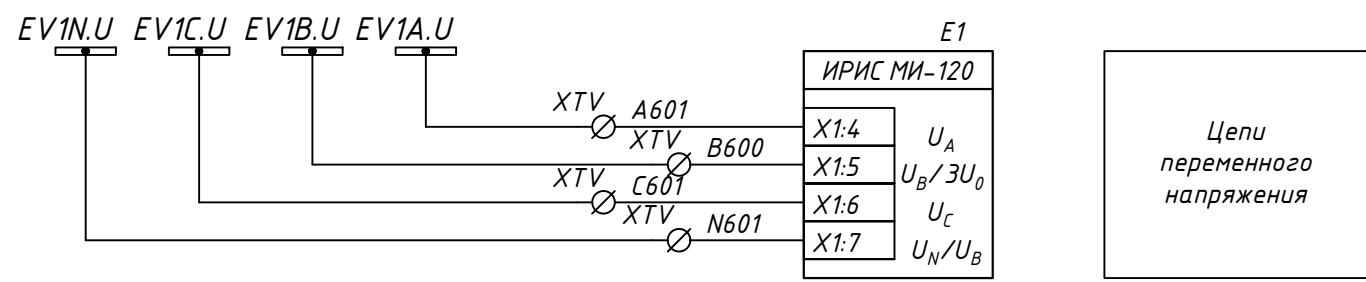 EV1N.U EV1C.U EV1B.U EV1A.U
E1
ИРИС МИ-120
XTV A601
X1:4 U_A
XTV B600
X1:5 U_B/3U_0
XTV C601
X1:6 U_C
XTV N601
X1:7 U_N/U_B
Цепи
переменного
напряжения